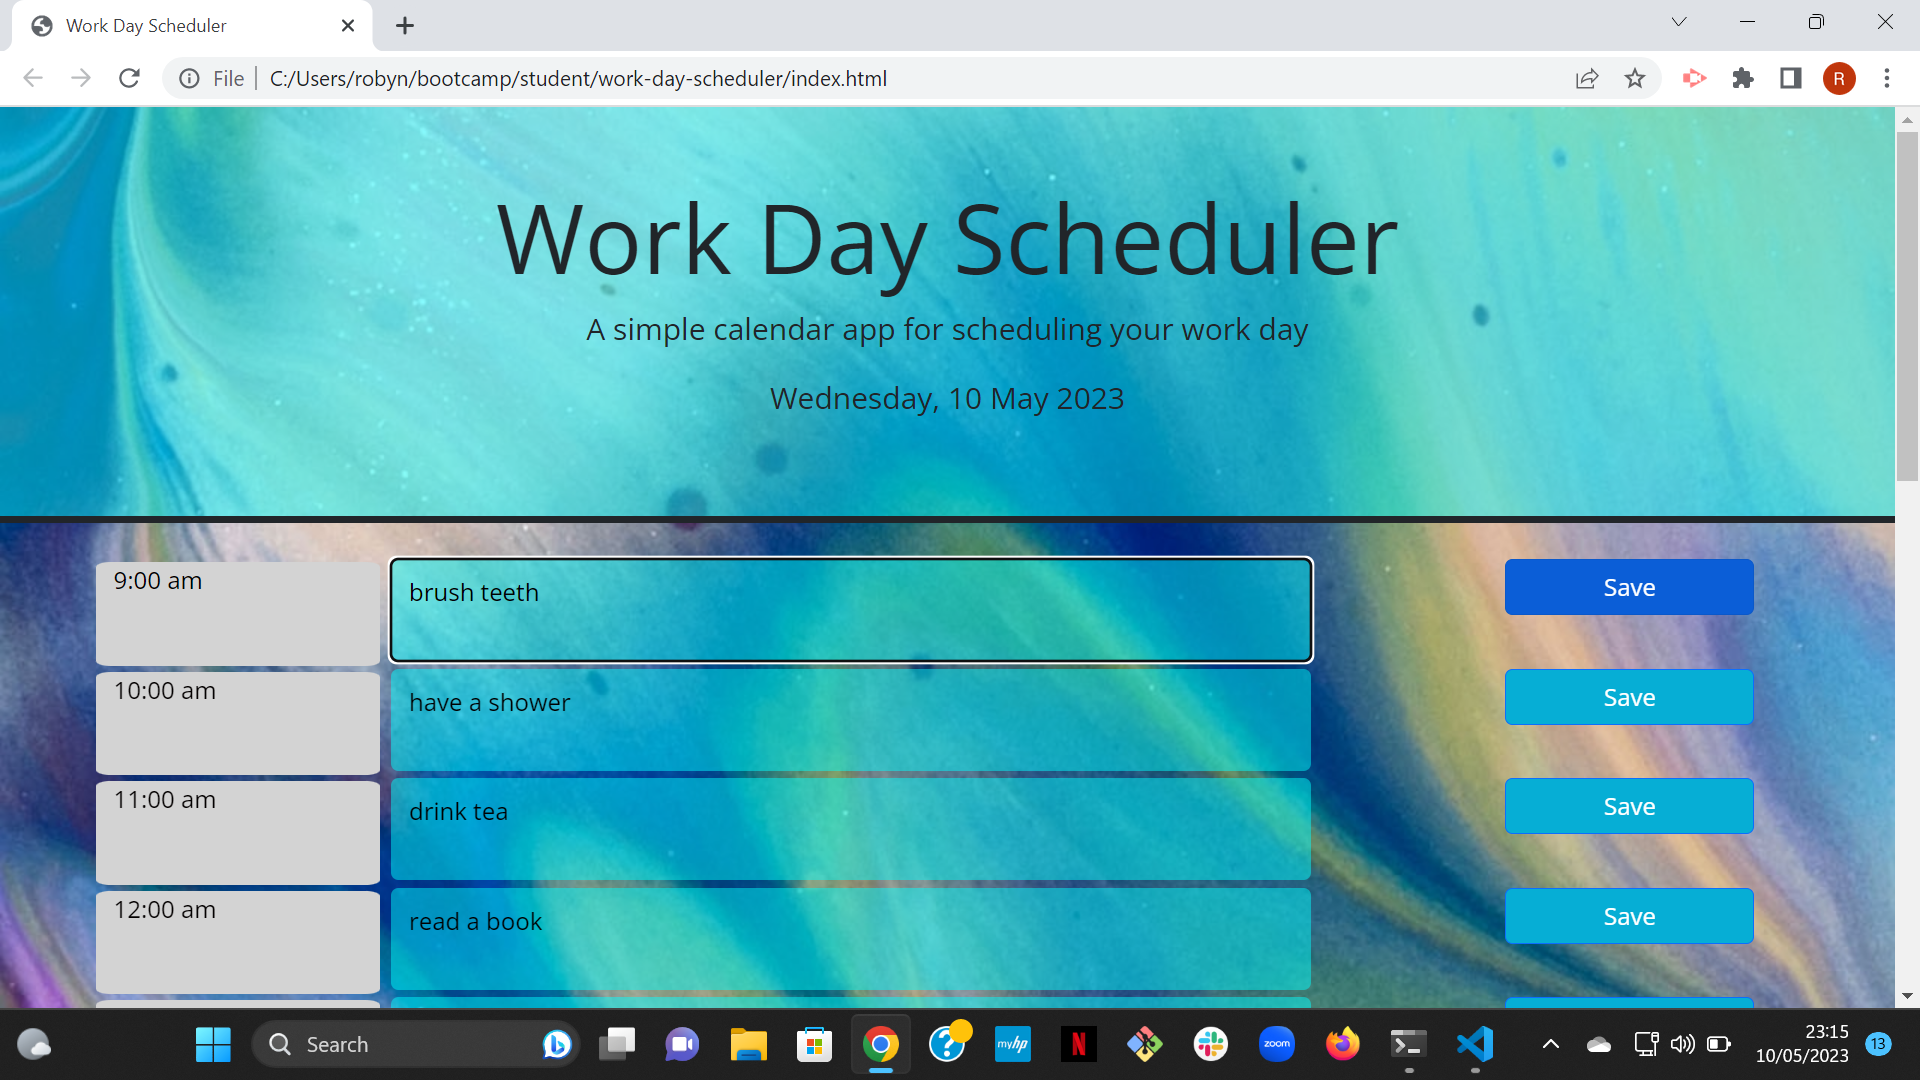 Work Day Scheduler
File C:/Users/robyn/bootcamp/student/work-day-scheduler/index.html
R
Work Day Scheduler
A simple calendar app for scheduling your work day
Wednesday, 10 May 2023
9:00 am brush teeth Save
10:00 am have a shower Save
11:00 am drink tea Save
12:00 am read a book Save
Search
myhp
N
zoom
23:15
10/05/2023
13